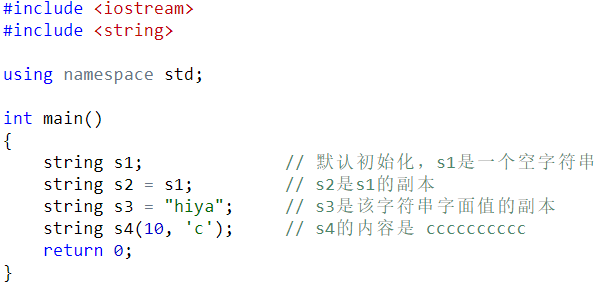 #include <iostream>
#include <string>

using namespace std;

int main()
{
    string s1;              // 默认初始化，s1是一个空字符串
    string s2 = s1;         // s2是s1的副本
    string s3 = "hiya";     // s3是该字符串字面值的副本
    string s4(10, 'c');     // s4的内容是 cccccccccc
    return 0;
}